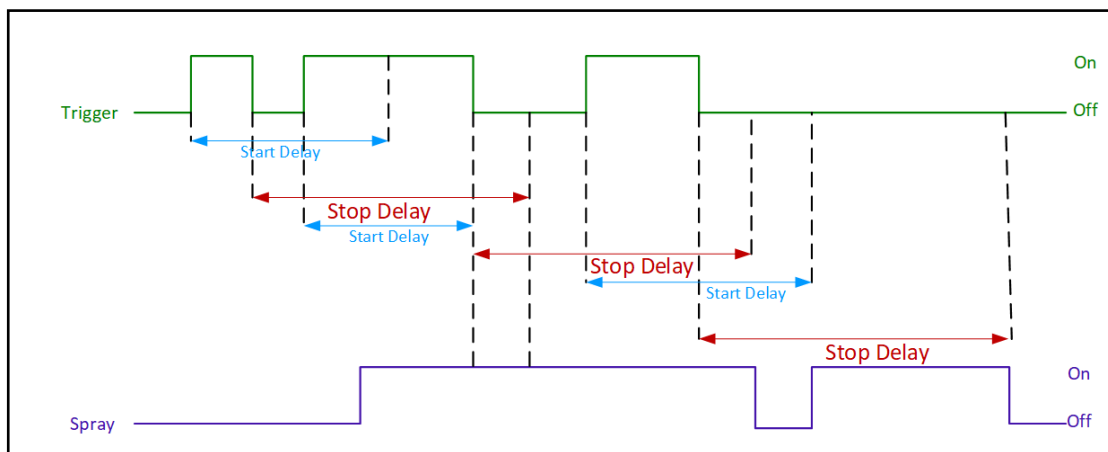 On
Trigger
Off
Start Delay
Stop Delay
Start Delay
Stop Delay
Start Delay
Stop Delay
On
Spray
Off